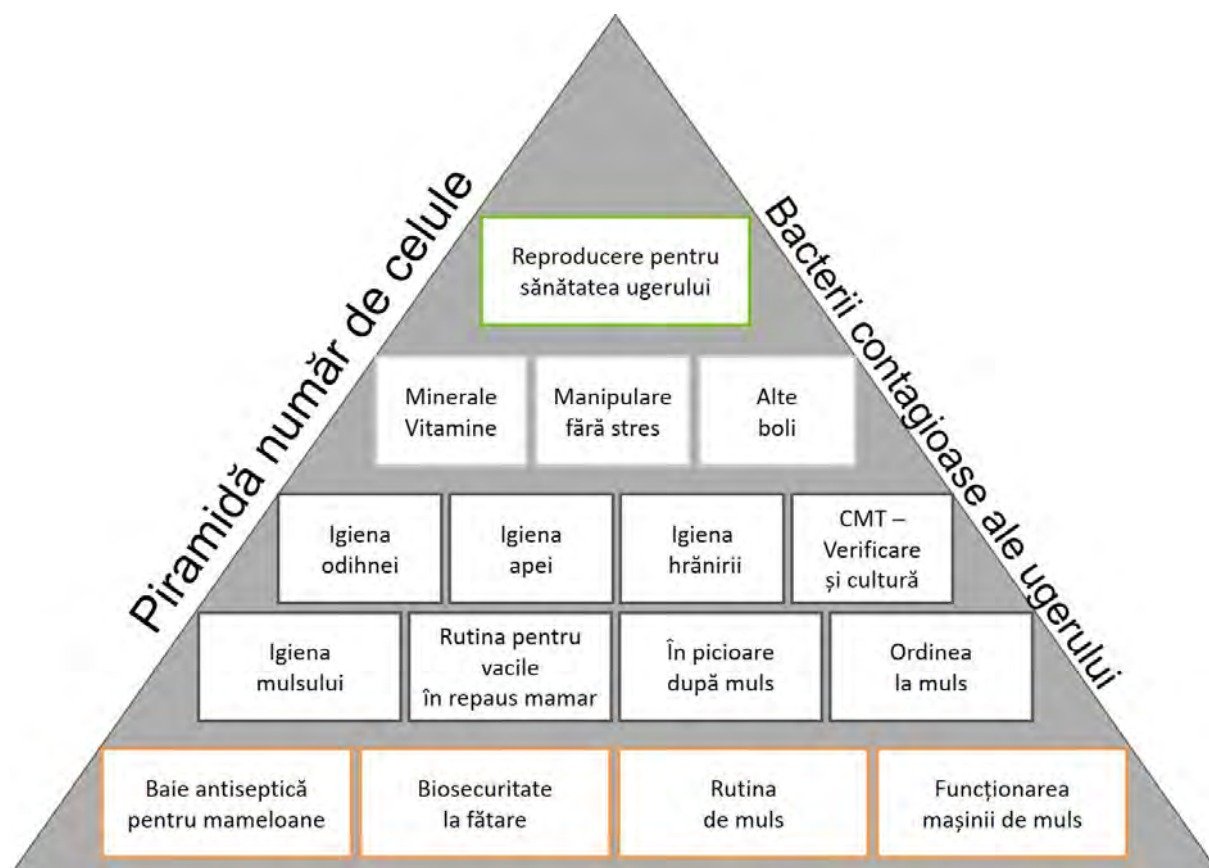 Piramidă număr de celule
Bacterii contagioase ale ugerului
Reproducere pentru
sănătatea ugerului
Minerale
Vitamine
Manipulare
fără stres
Alte
boli
Igiena
odihnei
Igiena
apei
Igiena
hrănirii
CMT –
Verificare
și cultură
Igiena
mulsului
Rutina pentru
vacile
în repaus mamar
În picioare
după muls
Ordinea
la muls
Baie antiseptică
pentru mameloane
Biosecuritate
la fătare
Rutina
de muls
Funcționarea
mașinii de muls